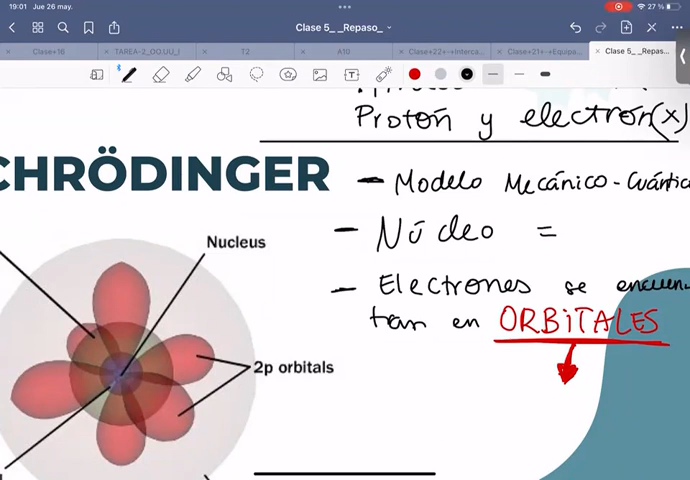 19:01 Jue 26 may.
27 %
Clase 5_ _Repaso_
Clase+16
TAREA-2_OO.UU_I
T2
A10
Clase+22+-+Interca...
Clase+21+-+Equipa...
Clase 5_ _Repas...
Protón y electrón(x)
CHRÖDINGER
- Modelo Mecánico-Cuántic
- Núcleo =
- Electrones se encuen
tran en ORBITALES
Nucleus
2p orbitals